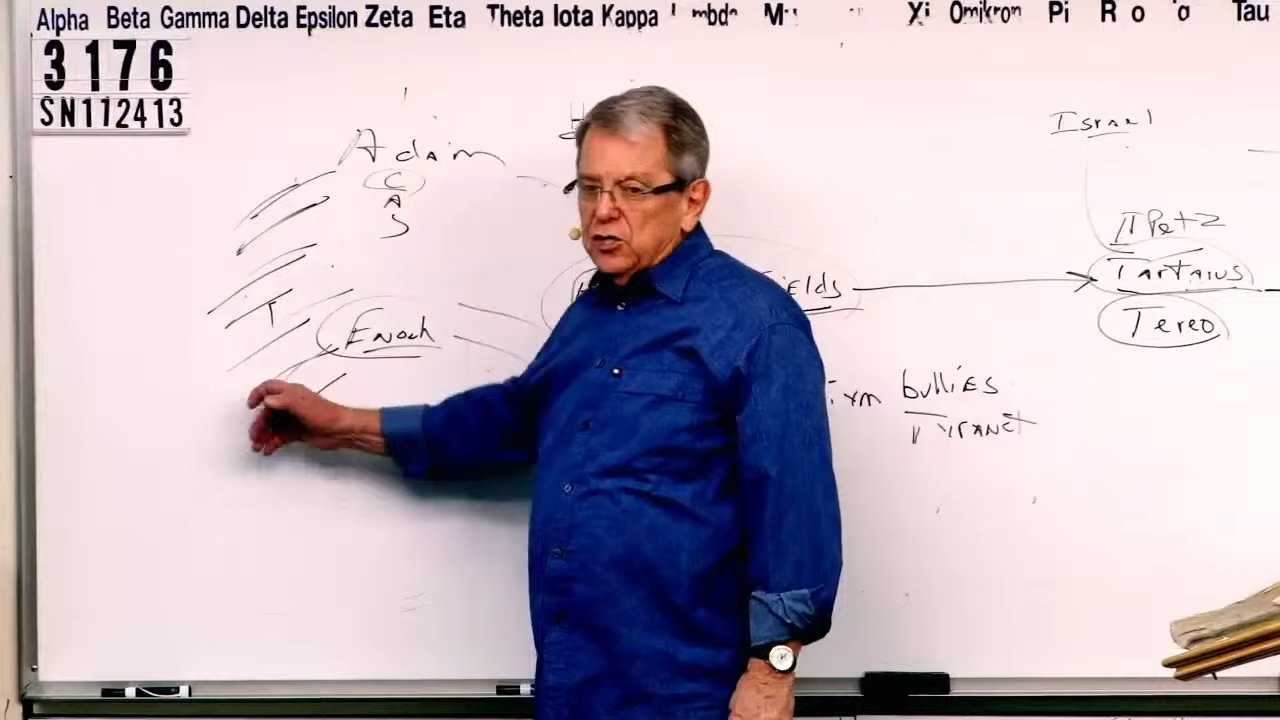 Alpha Beta Gamma Delta Epsilon Zeta Eta Theta Iota Kappa Xi Omikron Pi Tau
3176
SN112413
Adam
C
A
S
Israel
II Pet 2
Tartarus
Tereo
T
Enoch
bullies
Tyranet